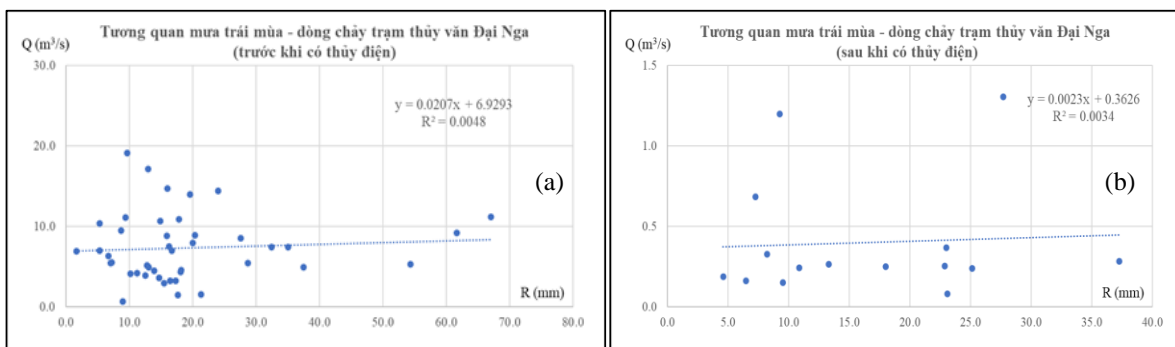 Tương quan mưa trái mùa - dòng chảy trạm thủy văn Đại Nga
(trước khi có thủy điện)
Q (m³/s)
30.0
20.0
10.0
0.0
y = 0.0207x + 6.9293
R² = 0.0048
(a)
R (mm)
0.0 10.0 20.0 30.0 40.0 50.0 60.0 70.0 80.0
Tương quan mưa trái mùa - dòng chảy trạm thủy văn Đại Nga
(sau khi có thủy điện)
Q (m³/s)
1.5
1.0
0.5
0.0
y = 0.0023x + 0.3626
R² = 0.0034
(b)
R (mm)
0.0 5.0 10.0 15.0 20.0 25.0 30.0 35.0 40.0